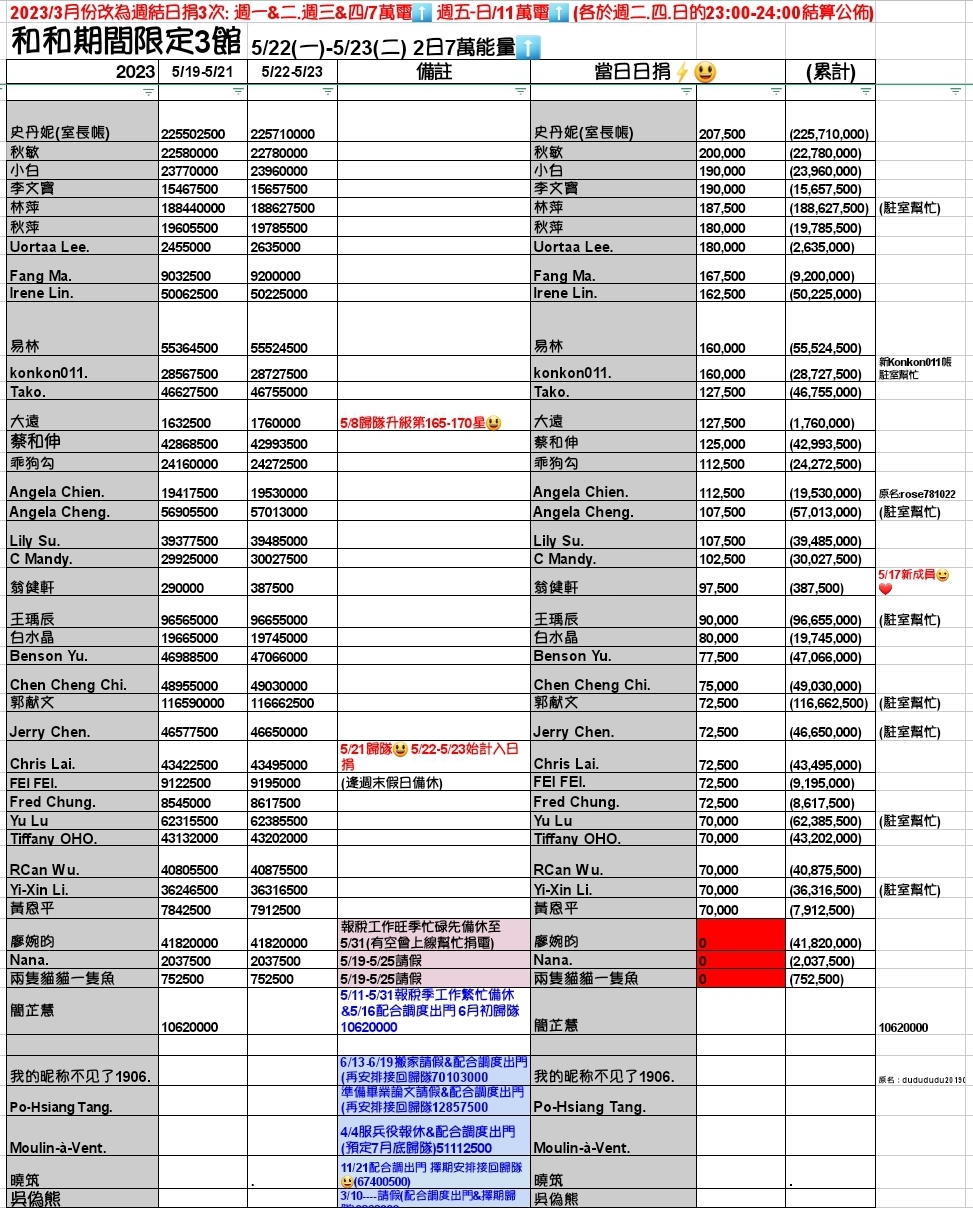 2023/3月份改為週結日捐3次: 週一&二.週三&四/7萬電⬆️ 週五-日/11萬電⬆️ (各於週二.四.日的23:00-24:00結算公佈)
和和期間限定3館 5/22(一)-5/23(二) 2日7萬能量⬆️
2023 5/19-5/21 5/22-5/23 備註 當日日捐⚡😃 (累計)
史丹妮(室長帳) 225502500 225710000 史丹妮(室長帳) 207,500 (225,710,000)
秋敏 22580000 22780000 秋敏 200,000 (22,780,000)
小白 23770000 23960000 小白 190,000 (23,960,000)
李文寶 15467500 15657500 李文寶 190,000 (15,657,500)
林萍 188440000 188627500 林萍 187,500 (188,627,500) (駐室幫忙)
秋萍 19605500 19785500 秋萍 180,000 (19,785,500)
Uortaa Lee. 2455000 2635000 Uortaa Lee. 180,000 (2,635,000)
Fang Ma. 9032500 9200000 Fang Ma. 167,500 (9,200,000)
Irene Lin. 50062500 50225000 Irene Lin. 162,500 (50,225,000)
易林 55364500 55524500 易林 160,000 (55,524,500)
新Konkon011帳
konkon011. 28567500 28727500 konkon011. 160,000 (28,727,500) 駐室幫忙
Tako. 46627500 46755000 Tako. 127,500 (46,755,000)
大遠 1632500 1760000 5/8歸隊升級第165-170星😃 大遠 127,500 (1,760,000)
蔡和伸 42868500 42993500 蔡和伸 125,000 (42,993,500)
乖狗勾 24160000 24272500 乖狗勾 112,500 (24,272,500)
Angela Chien. 19417500 19530000 Angela Chien. 112,500 (19,530,000) 原名:rose781022
Angela Cheng. 56905500 57013000 Angela Cheng. 107,500 (57,013,000) (駐室幫忙)
Lily Su. 39377500 39485000 Lily Su. 107,500 (39,485,000)
C Mandy. 29925000 30027500 C Mandy. 102,500 (30,027,500)
翁健軒 290000 387500 翁健軒 97,500 (387,500) 5/17新成員😃❤️
王瑀辰 96565000 96655000 王瑀辰 90,000 (96,655,000) (駐室幫忙)
白水晶 19665000 19745000 白水晶 80,000 (19,745,000)
Benson Yu. 46988500 47066000 Benson Yu. 77,500 (47,066,000)
Chen Cheng Chi. 48955000 49030000 Chen Cheng Chi. 75,000 (49,030,000)
郭献文 116590000 116662500 郭献文 72,500 (116,662,500) (駐室幫忙)
Jerry Chen. 46577500 46650000 Jerry Chen. 72,500 (46,650,000) (駐室幫忙)
5/21歸隊😃 5/22-5/23始計入日
Chris Lai. 43422500 43495000 捐 Chris Lai. 72,500 (43,495,000)
FEI FEI. 9122500 9195000 (逢週末假日備休) FEI FEI. 72,500 (9,195,000)
Fred Chung. 8545000 8617500 Fred Chung. 72,500 (8,617,500)
Yu Lu 62315500 62385500 Yu Lu 70,000 (62,385,500) (駐室幫忙)
Tiffany OHO. 43132000 43202000 Tiffany OHO. 70,000 (43,202,000)
RCan Wu. 40805500 40875500 RCan Wu. 70,000 (40,875,500)
Yi-Xin Li. 36246500 36316500 Yi-Xin Li. 70,000 (36,316,500) (駐室幫忙)
黃恩平 7842500 7912500 黃恩平 70,000 (7,912,500)
報稅工作旺季忙碌先備休至
廖婉昀 41820000 41820000 5/31(有空會上線幫忙捐電) 廖婉昀 0 (41,820,000)
Nana. 2037500 2037500 5/19-5/25請假 Nana. 0 (2,037,500)
兩隻貓貓一隻魚 752500 752500 5/19-5/25請假 兩隻貓貓一隻魚 0 (752,500)
5/11-5/31報稅季工作繁忙備休
簡芷慧 &5/16配合調度出門 6月初歸隊 簡芷慧
10620000 10620000 10620000
6/13-6/19搬家請假&配合調度出門
我的昵称不见了1906. (再安排接回歸隊70103000 我的昵称不见了1906. 原名：dudududu2019
準備畢業論文請假&配合調度出門
Po-Hsiang Tang. (再安排接回歸隊12857500 Po-Hsiang Tang.
4/4服兵役報休&配合調度出門
Moulin-à-Vent. (預定7月底歸隊)51112500 Moulin-à-Vent.
11/21配合調出門 擇期安排接回歸隊
曉筑 . 😃(67400500) 曉筑 .
吳偽熊 3/10----請假(配合調度出門&擇期歸 吳偽熊